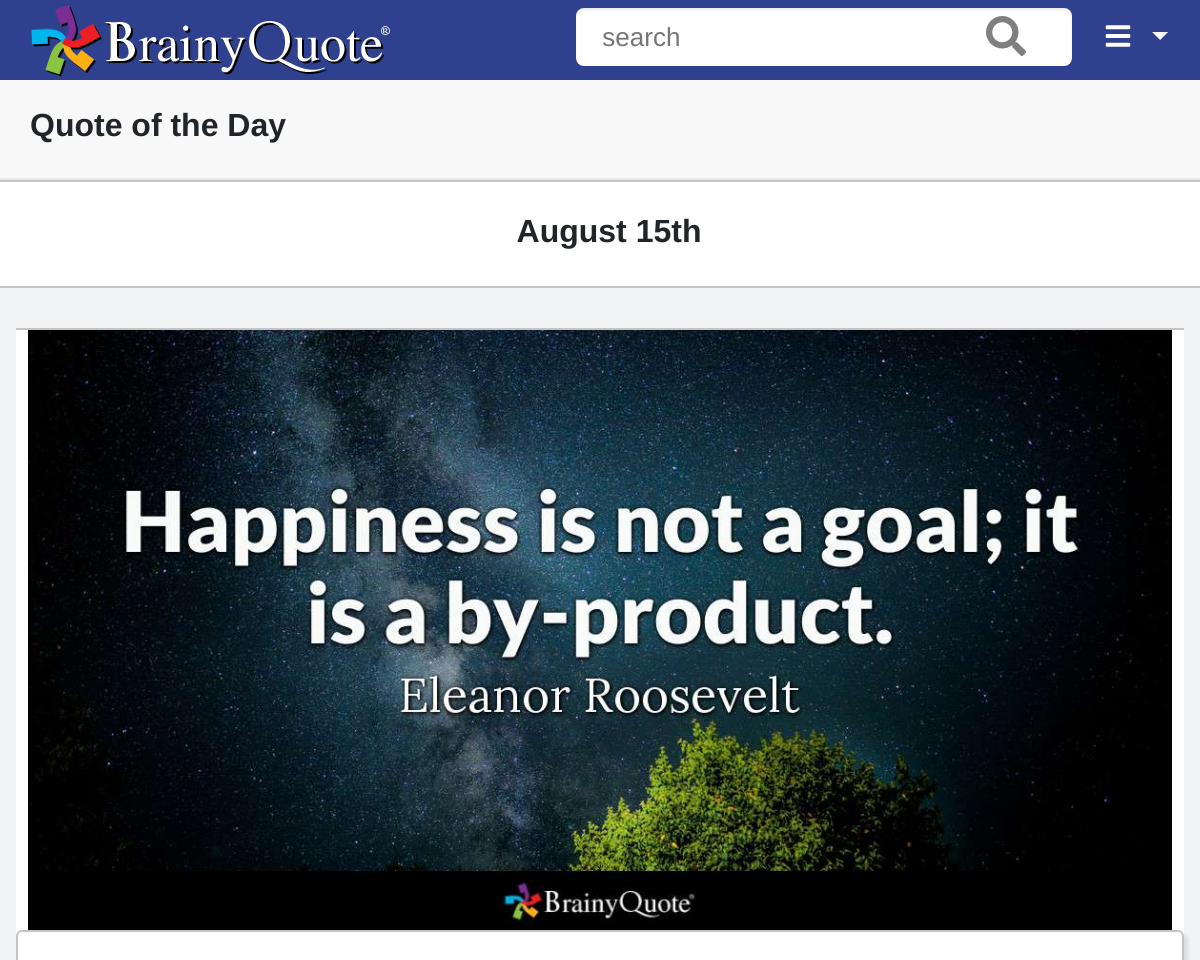 BrainyQuote®
search
Quote of the Day
August 15th
Happiness is not a goal; it
is a by-product.
Eleanor Roosevelt
BrainyQuote®